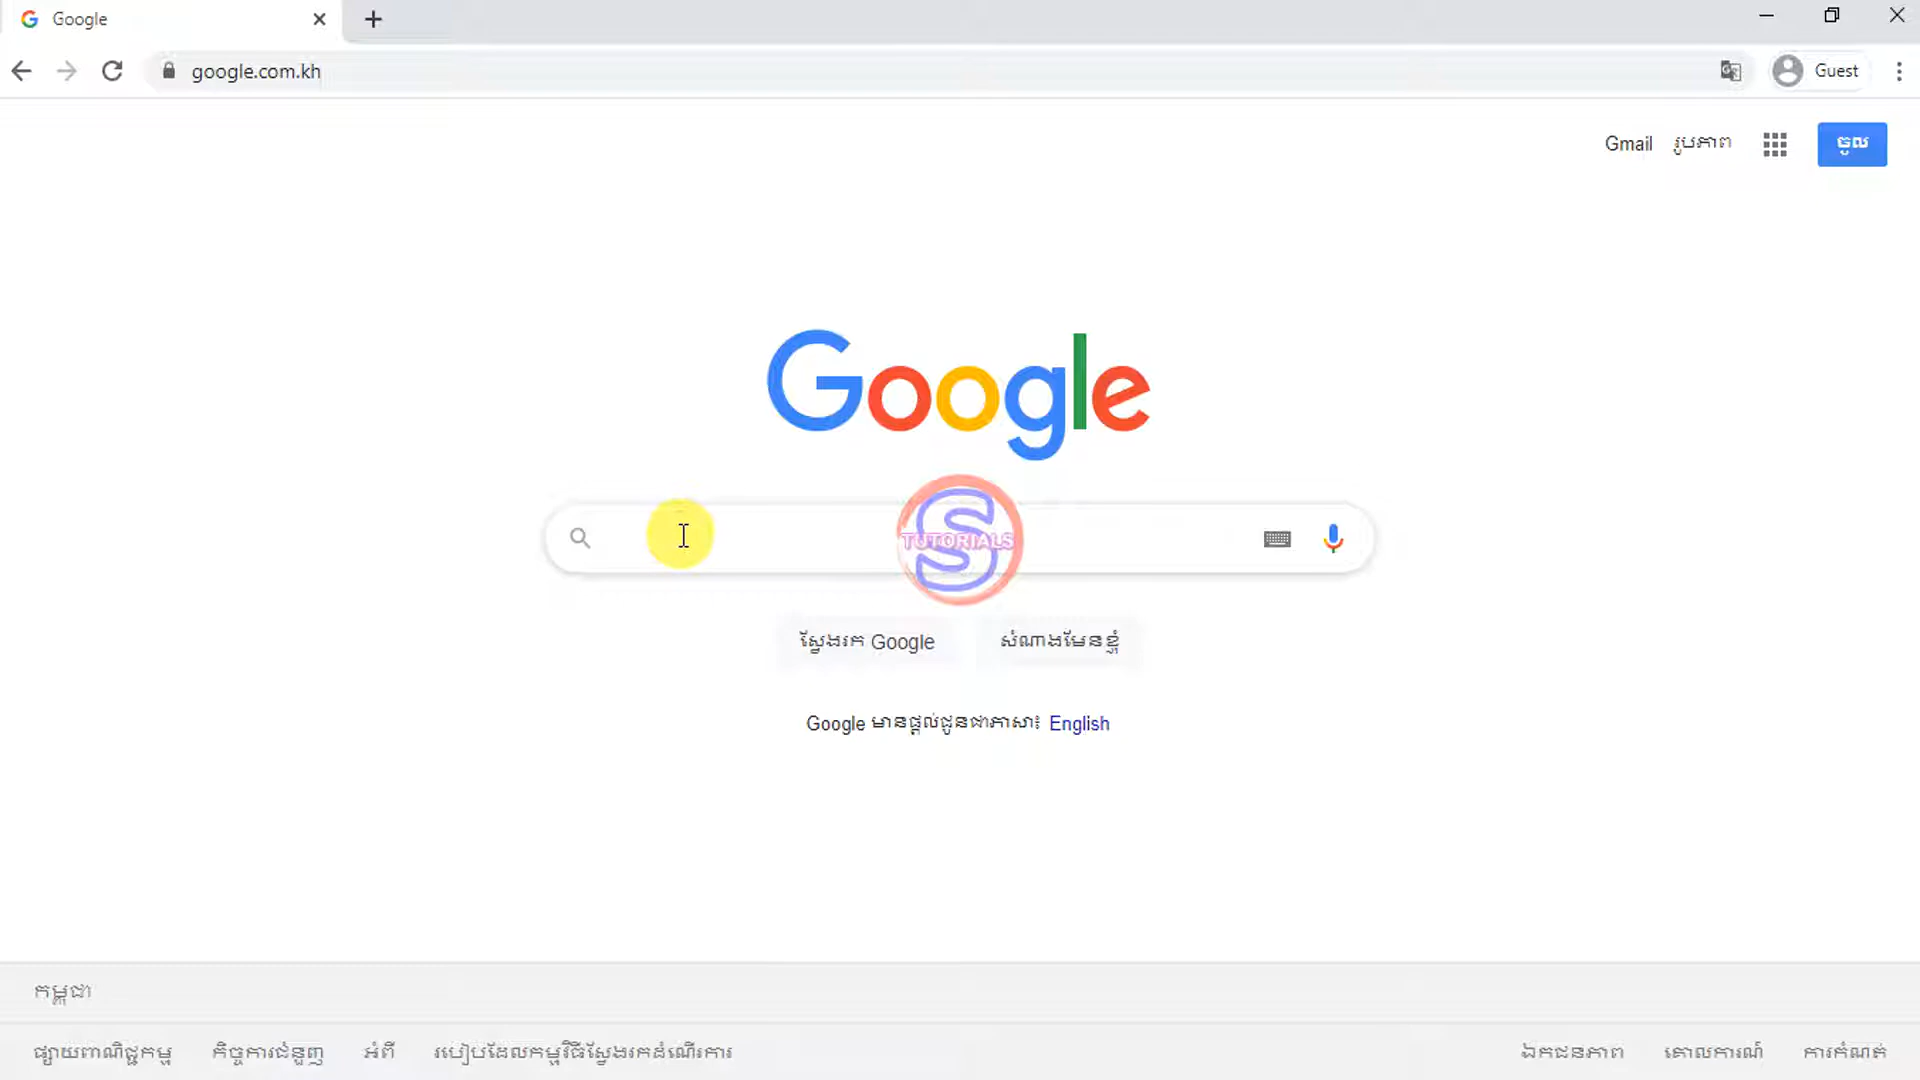 Google
google.com.kh
Guest
Gmail
រូបភាព
ចូល
Google
TUTORIALS
ស្វែងរក Google
សំណាងមែនខ្ញុំ
Google មានផ្ដល់ជូនជាភាសា៖ English
កម្ពុជា
ផ្សាយពាណិជ្ជកម្ម
កិច្ចការជំនួញ
អំពី
របៀបដែលកម្មវិធីស្វែងរកដំណើរការ
ឯកជនភាព
គោលការណ៍
ការកំណត់